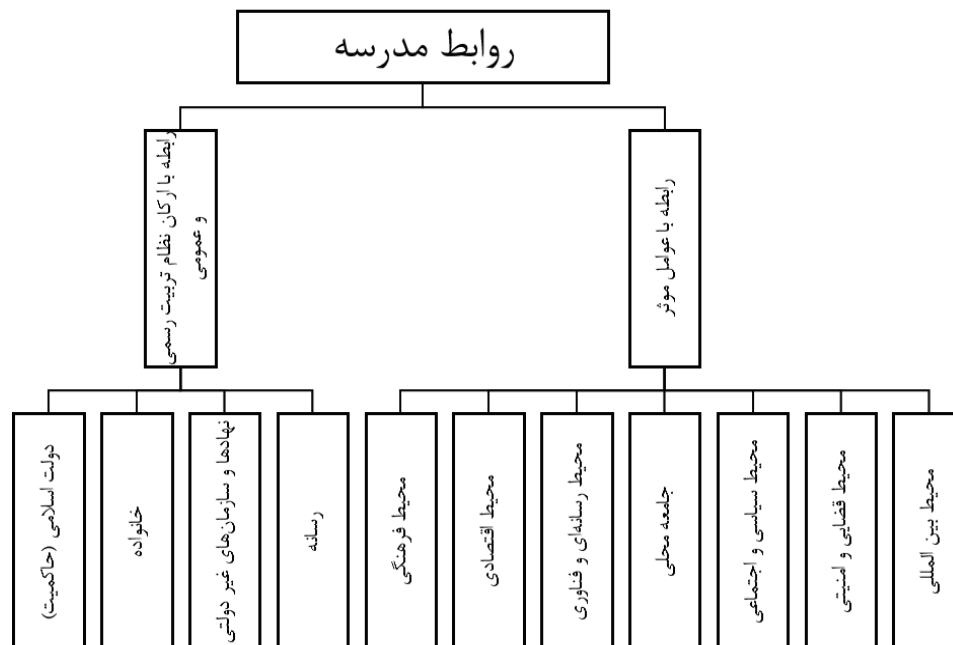 روابط مدرسه
رابطه با عوامل موثر
رابطه با ارکان نظام تربیت رسمی
و عمومی
محیط بین المللی
محیط قضایی و امنیتی
محیط سیاسی و اجتماعی
جامعه محلی
محیط رسانه‌ای و فناوری
محیط اقتصادی
محیط فرهنگی
رسانه
نهادها و سازمان‌های غیر دولتی
خانواده
دولت اسلامی (حاکمیت)